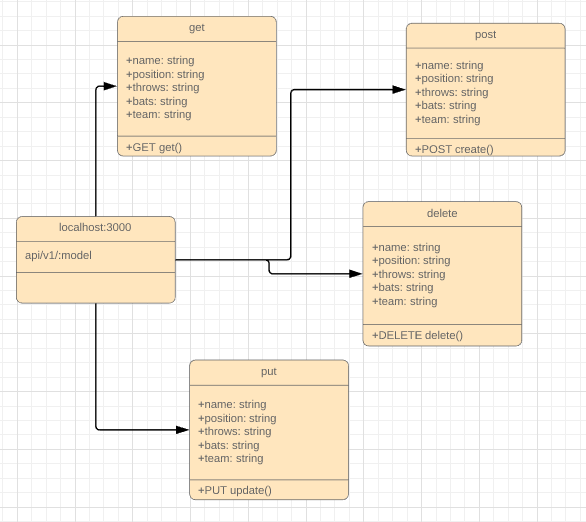 get
+name: string
+position: string
+throws: string
+bats: string
+team: string
+GET get()
post
+name: string
+position: string
+throws: string
+bats: string
+team: string
+POST create()
localhost:3000
api/v1/:model
delete
+name: string
+position: string
+throws: string
+bats: string
+team: string
+DELETE delete()
put
+name: string
+position: string
+throws: string
+bats: string
+team: string
+PUT update()